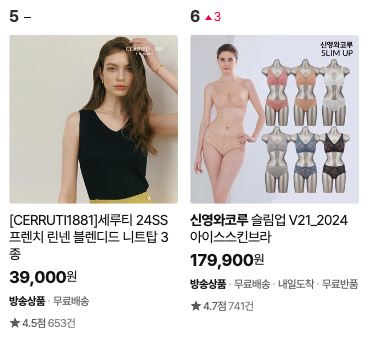 5 –
6 ▲3
CERRUTI 1881
신영와코루
SLIM UP
[CERRUTI1881]세루티 24SS
프렌치 린넨 블렌디드 니트탑 3
종
39,000원
방송상품 · 무료배송
★ 4.5점 653건
신영와코루 슬림업 V21_2024
아이스스킨브라
179,900원
방송상품 · 무료배송 · 내일도착 · 무료반품
★ 4.7점 741건